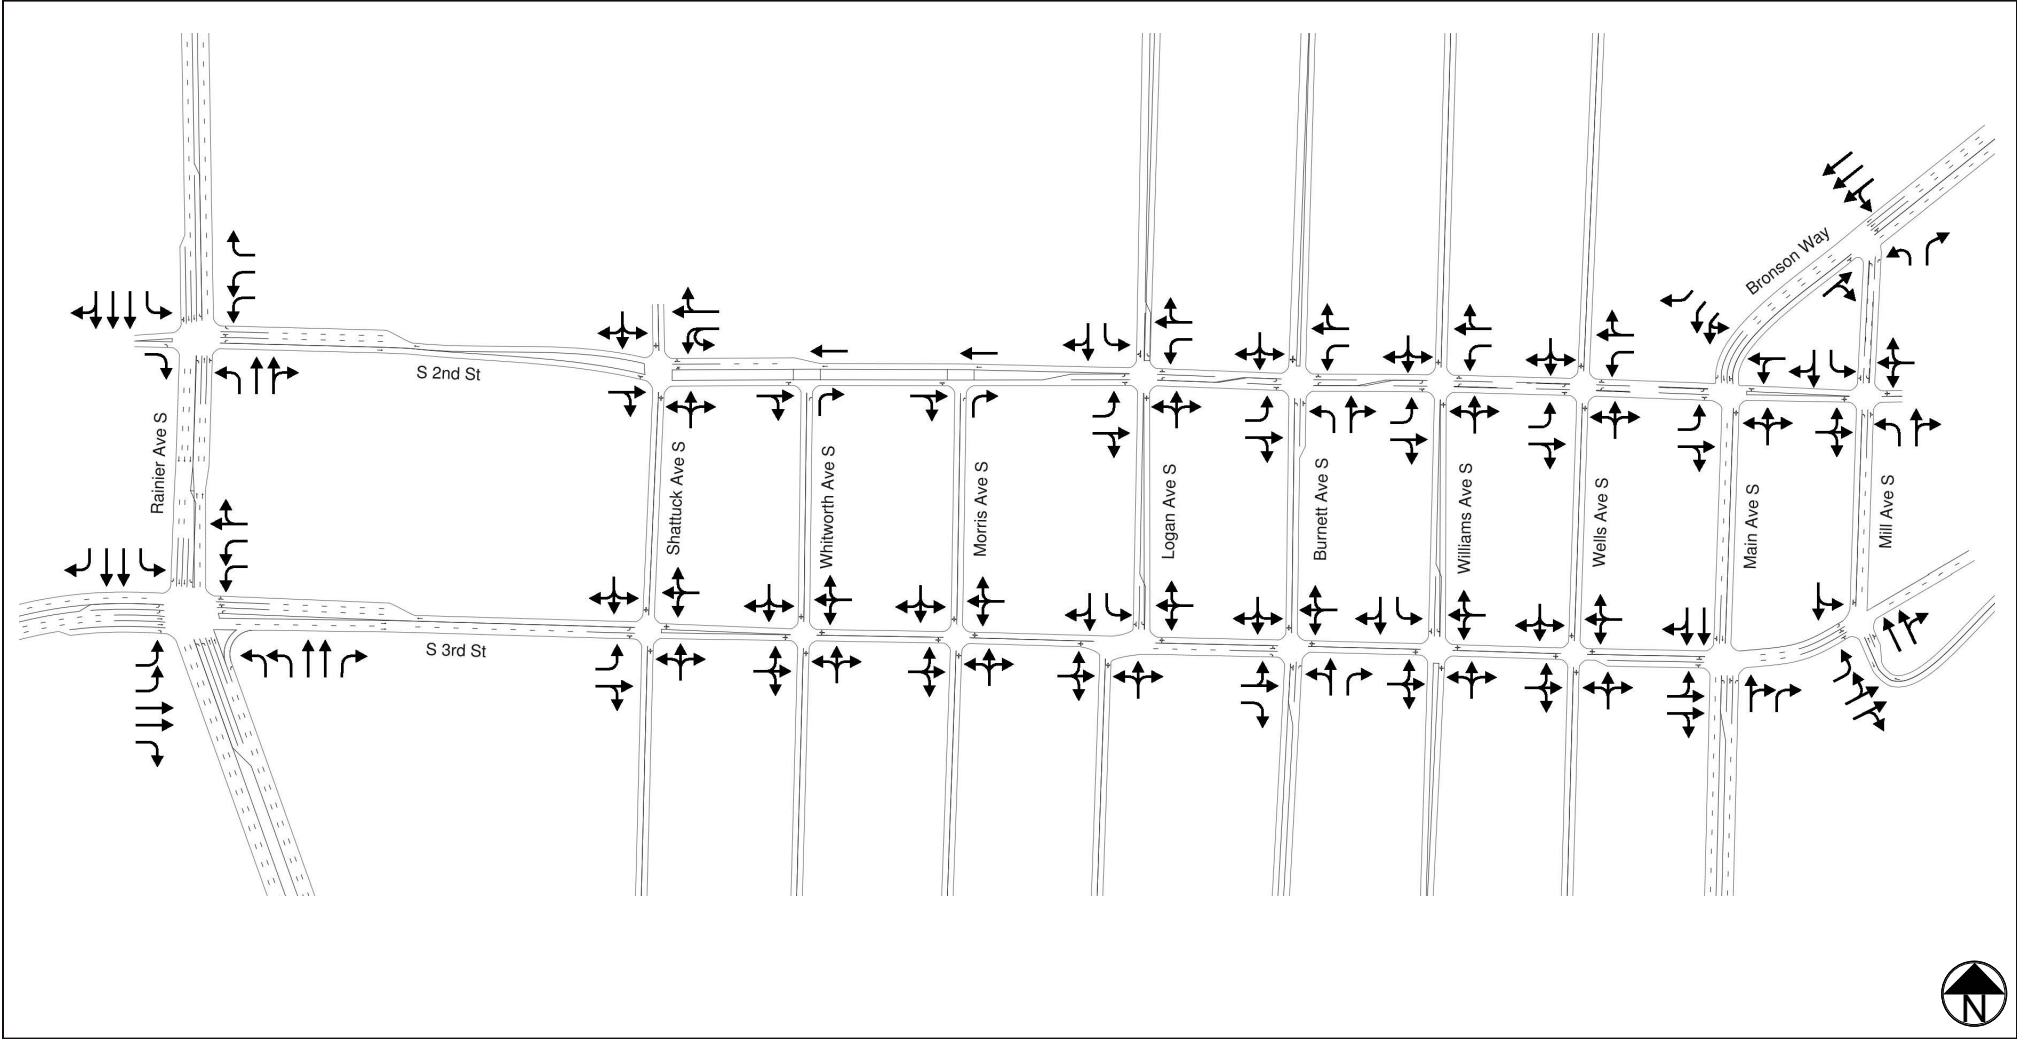 Bronson Way
S 2nd St
Rainier Ave S
Shattuck Ave S
Whitworth Ave S
Morris Ave S
Logan Ave S
Burnett Ave S
Williams Ave S
Wells Ave S
Main Ave S
Mill Ave S
S 3rd St
N